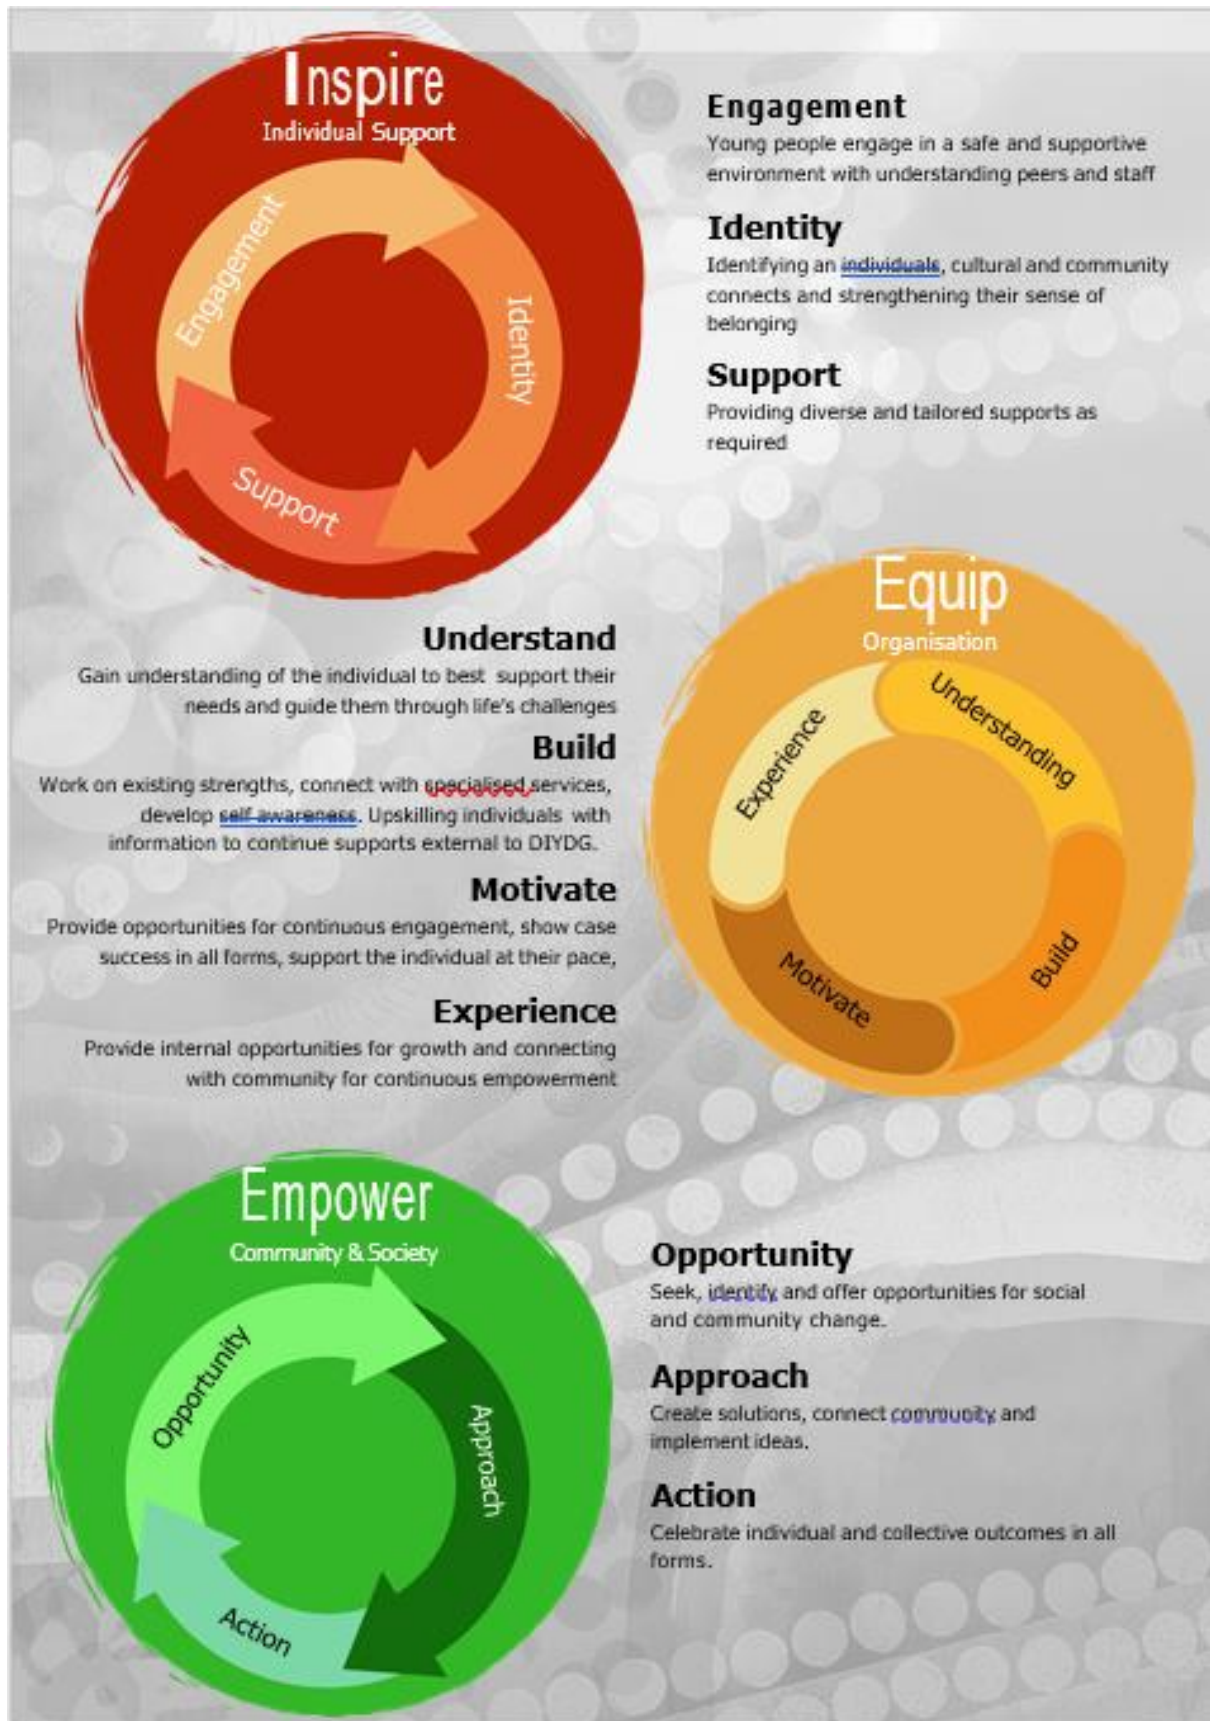 Inspire
Individual Support
Engagement
Identity
Support
Engagement
Young people engage in a safe and supportive
environment with understanding peers and staff
Identity
Identifying an individuals, cultural and community
connects and strengthening their sense of
belonging
Support
Providing diverse and tailored supports as
required
Equip
Organisation
Understanding
Build
Motivate
Experience
Understand
Gain understanding of the individual to best support their
needs and guide them through life's challenges
Build
Work on existing strengths, connect with specialised services,
develop self awareness. Upskilling individuals with
information to continue supports external to DIYDG.
Motivate
Provide opportunities for continuous engagement, show case
success in all forms, support the individual at their pace,
Experience
Provide internal opportunities for growth and connecting
with community for continuous empowerment
Empower
Community & Society
Opportunity
Approach
Action
Opportunity
Seek, identify and offer opportunities for social
and community change.
Approach
Create solutions, connect community and
implement ideas.
Action
Celebrate individual and collective outcomes in all
forms.